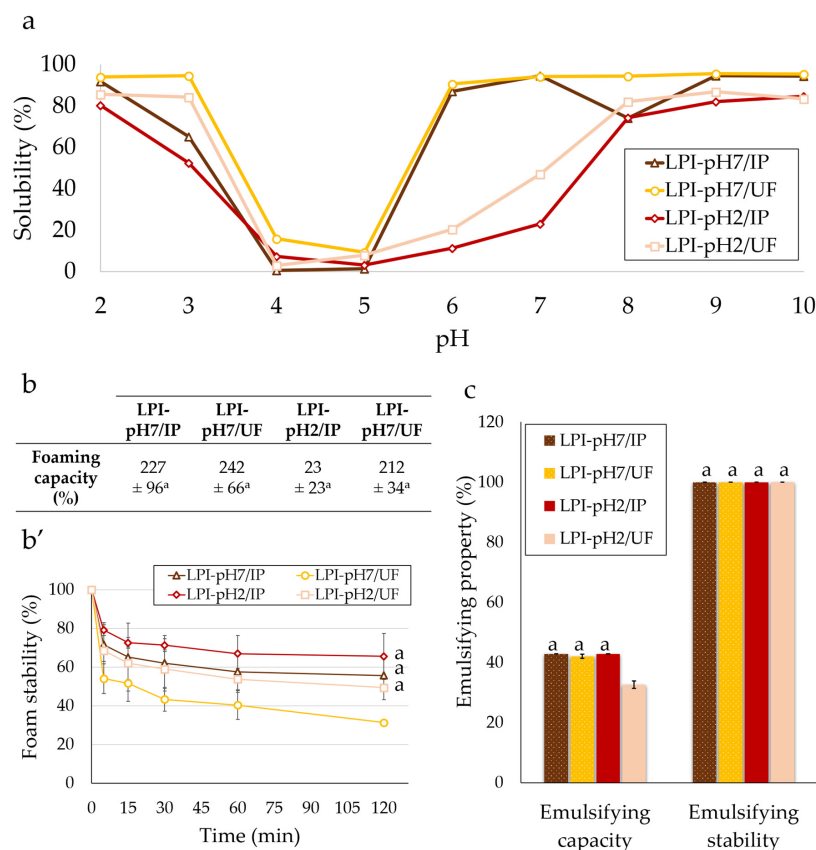 a
100
80
60
40
20
0
Solubility (%)
2 3 4 5 6 7 8 9 10
pH
LPI-pH7/IP
LPI-pH7/UF
LPI-pH2/IP
LPI-pH2/UF
b
LPI-pH7/IP LPI-pH7/UF LPI-pH2/IP LPI-pH7/UF
Foaming capacity (%) 227 ± 96ᵃ 242 ± 66ᵃ 23 ± 23ᵃ 212 ± 34ᵃ
b′
LPI-pH7/IP LPI-pH7/UF
LPI-pH2/IP LPI-pH2/UF
100
80
60
40
20
0
Foam stability (%)
a
a
a
0 15 30 45 60 75 90 105 120
Time (min)
c
120
100
80
60
40
20
0
Emulsifying property (%)
LPI-pH7/IP
LPI-pH7/UF
LPI-pH2/IP
LPI-pH2/UF
a a a a
a a a
Emulsifying capacity
Emulsifying stability